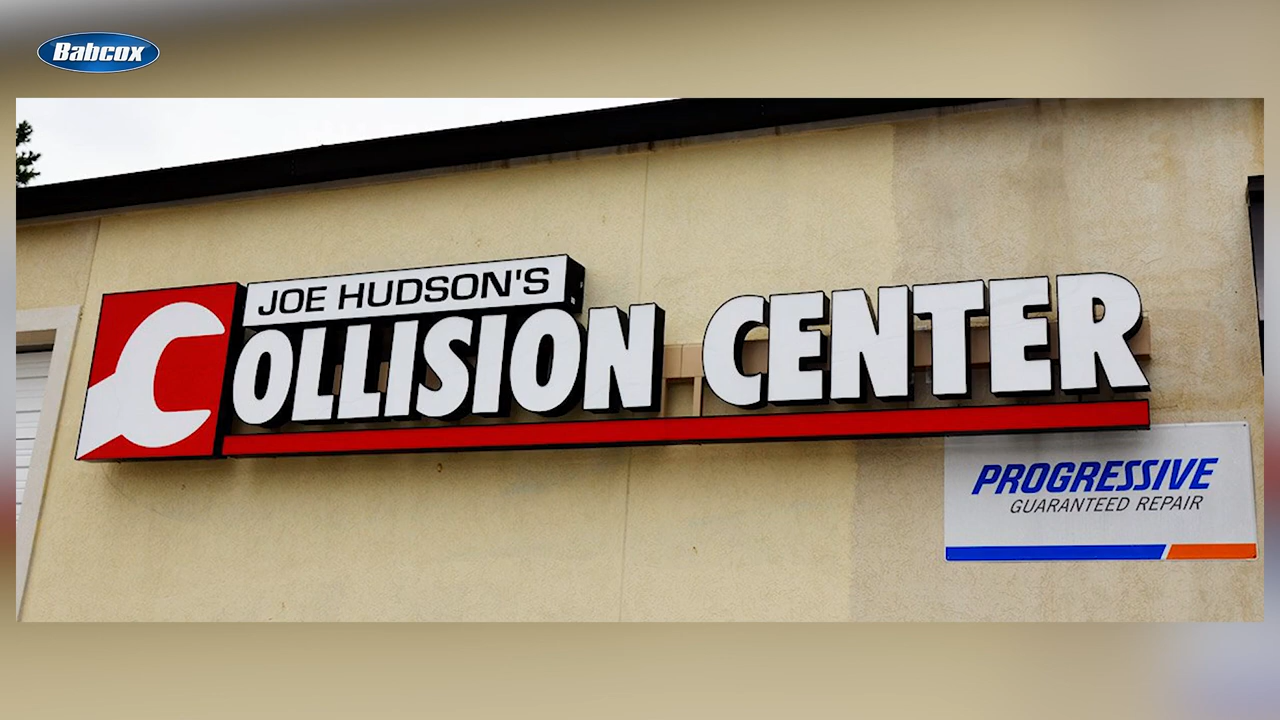 Babcox
JOE HUDSON'S
COLLISION CENTER
PROGRESSIVE
GUARANTEED REPAIR